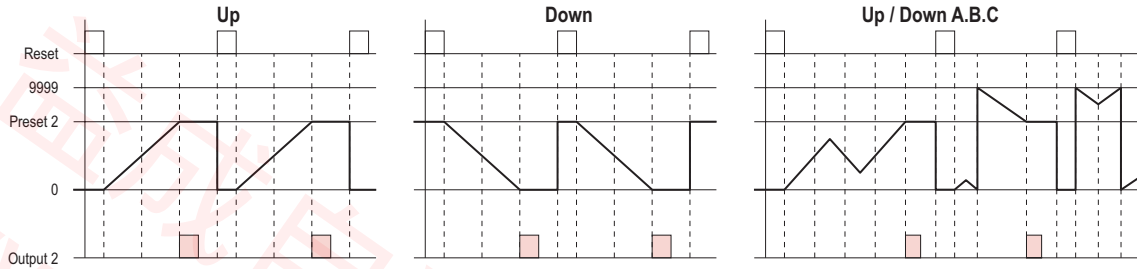 Up
Down
Up / Down A.B.C
Reset
9999
Preset 2
0
Output 2